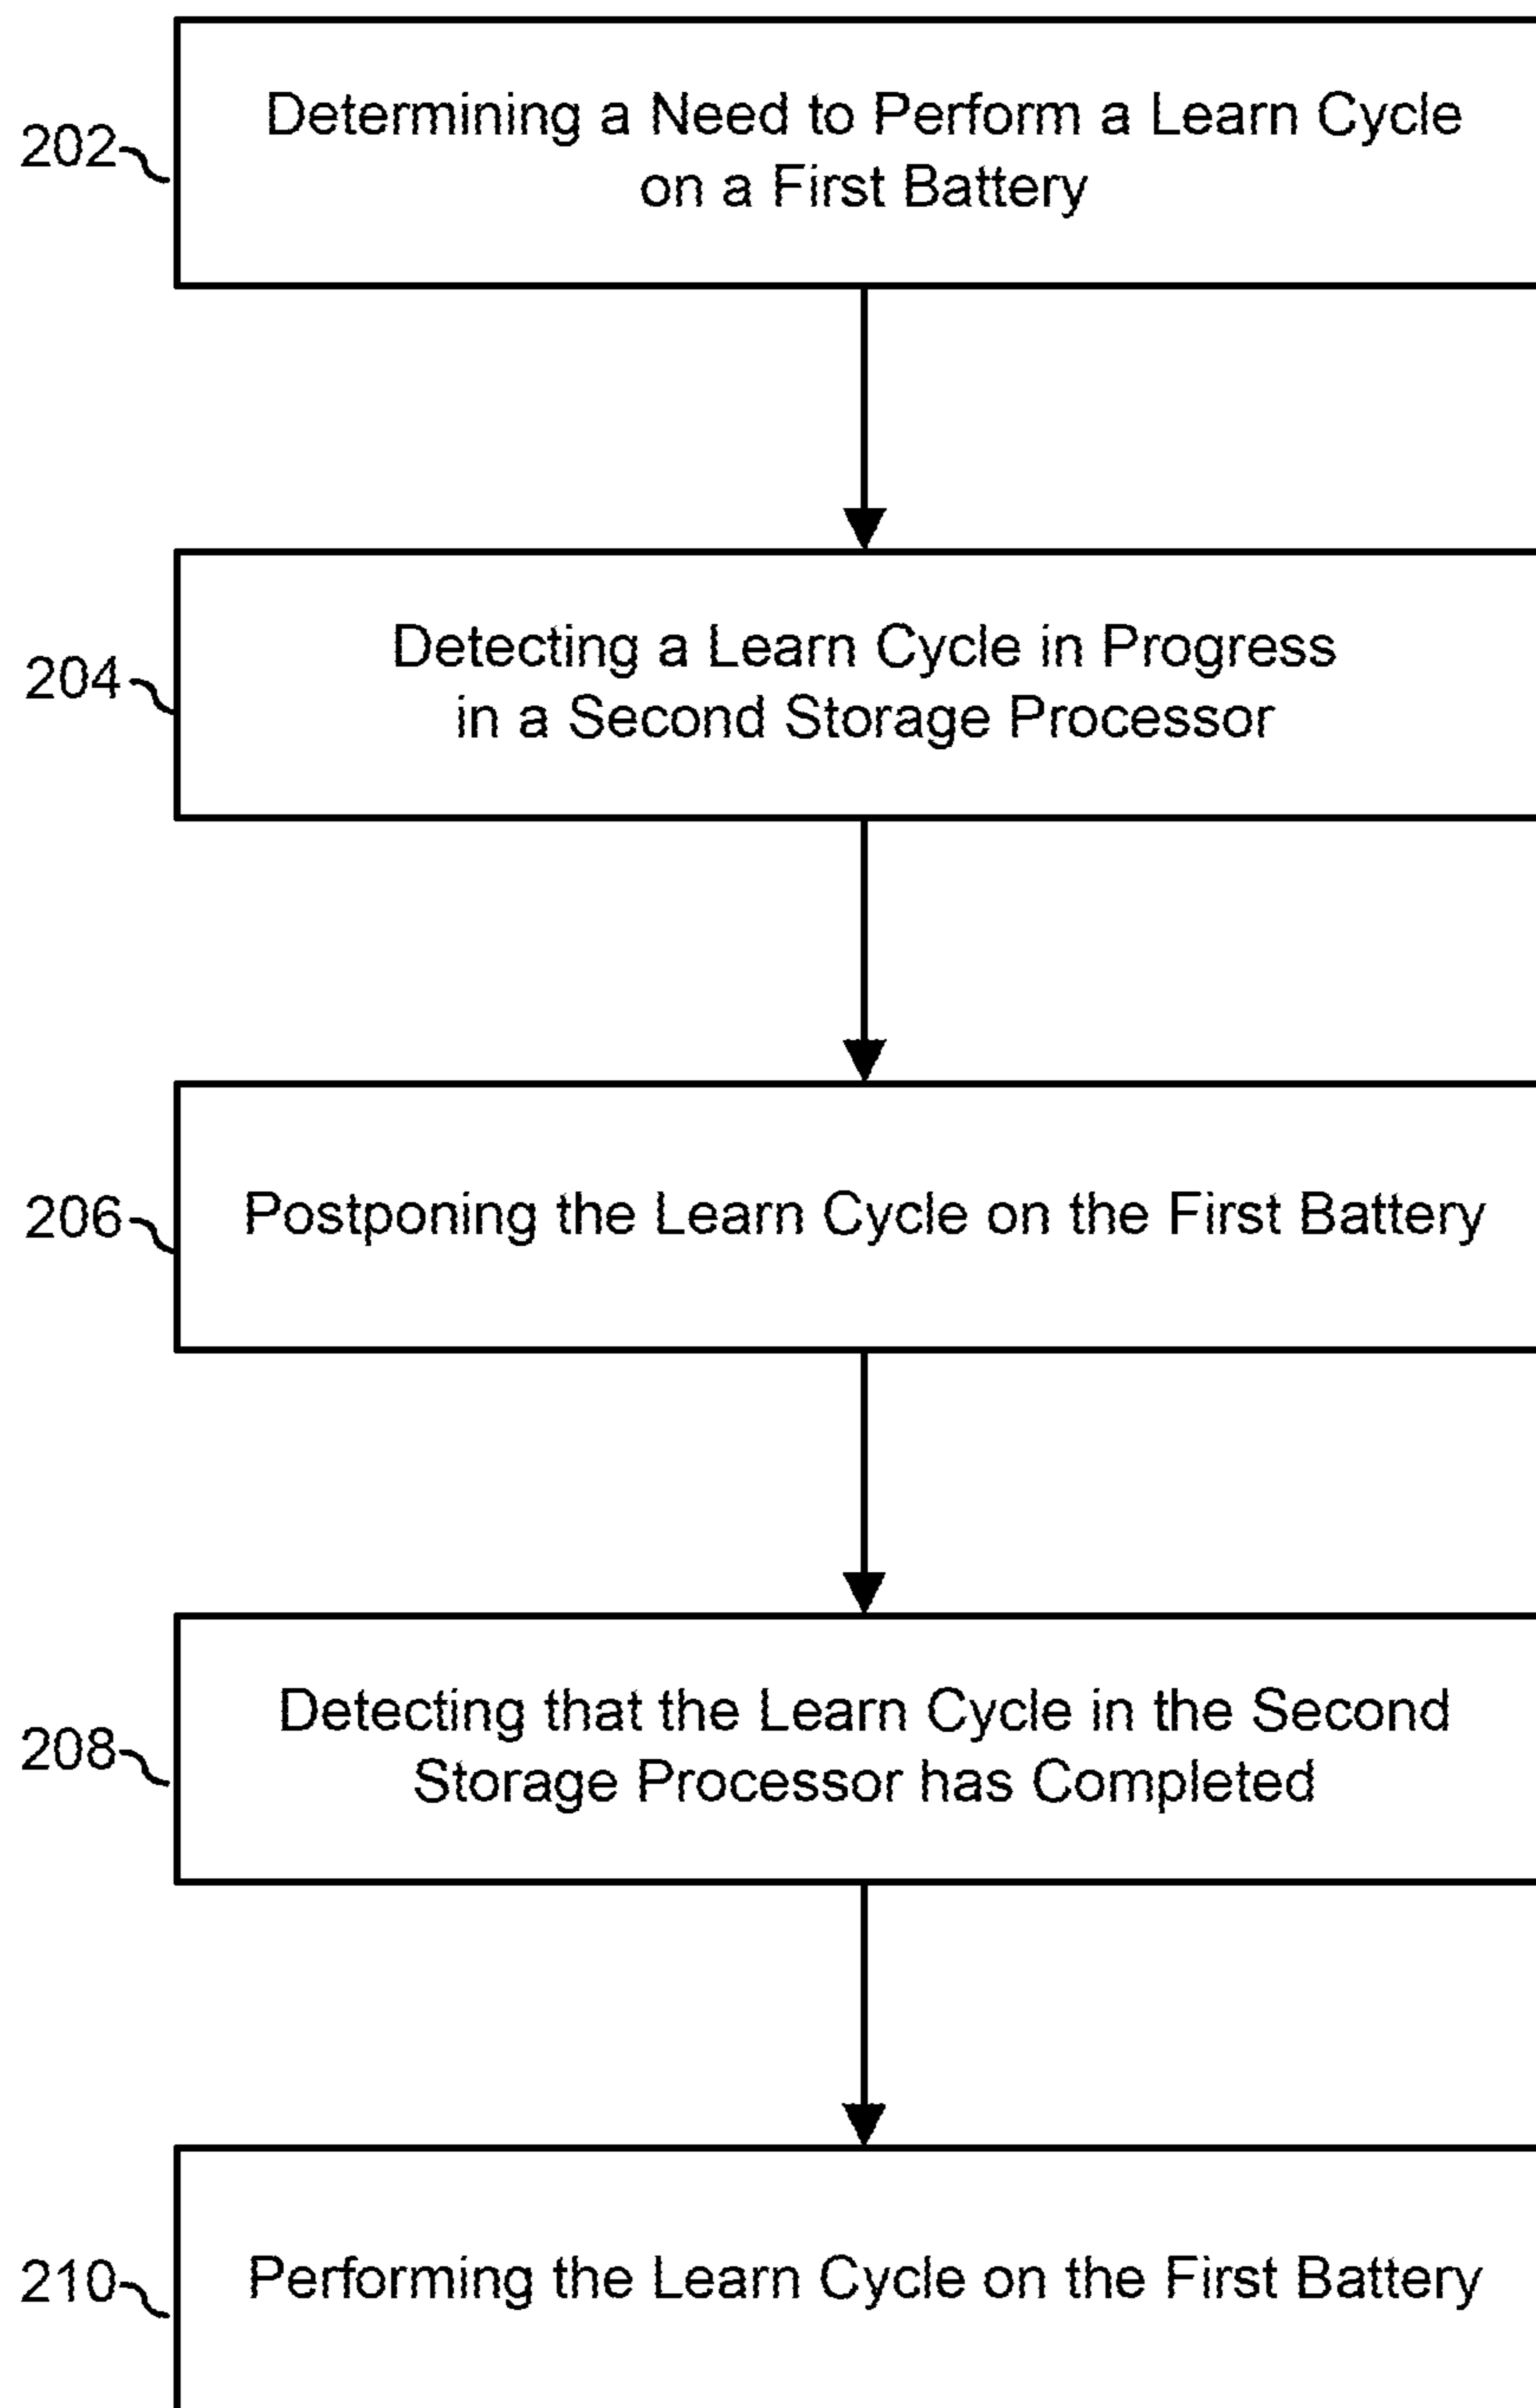 202
Determining a Need to Perform a Learn Cycle
on a First Battery
204
Detecting a Learn Cycle in Progress
in a Second Storage Processor
206
Postponing the Learn Cycle on the First Battery
208
Detecting that the Learn Cycle in the Second
Storage Processor has Completed
210
Performing the Learn Cycle on the First Battery